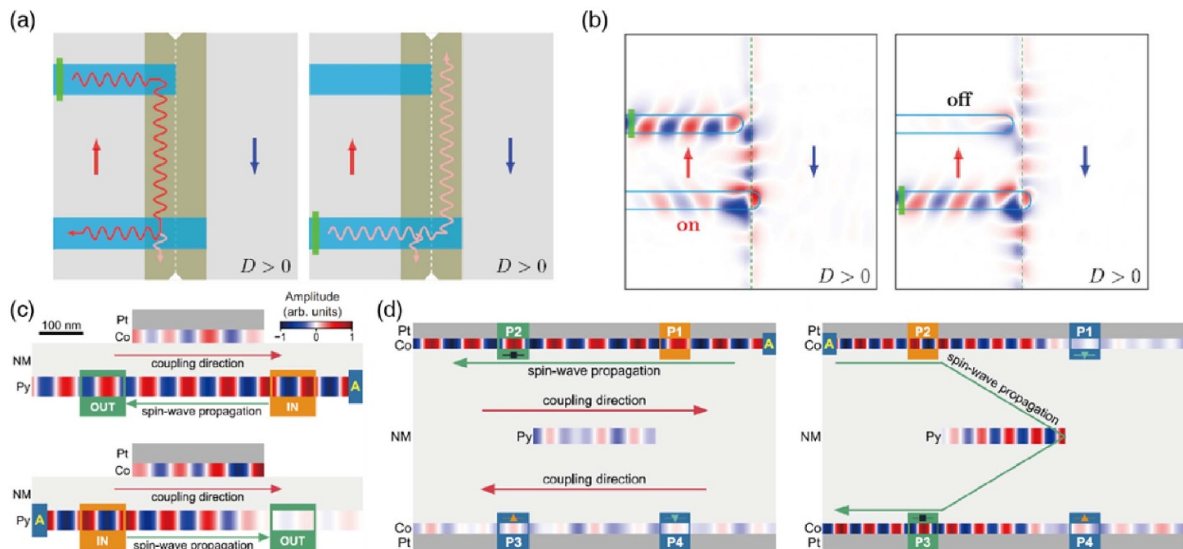 (a)
D > 0
D > 0
(b)
on
D > 0
off
D > 0
(c)
100 nm
Amplitude
(arb. units)
−1 0 1
Pt
Co
coupling direction
NM
Py
A
OUT
spin-wave propagation
IN
Pt
Co
coupling direction
NM
Py
A
IN
spin-wave propagation
OUT
(d)
Pt
Co
P2
P1
A
spin-wave propagation
coupling direction
NM
Py
coupling direction
Co
Pt
P3
P4
Pt
Co
A
P2
P1
spin-wave propagation
NM
Py
Co
Pt
P3
P4